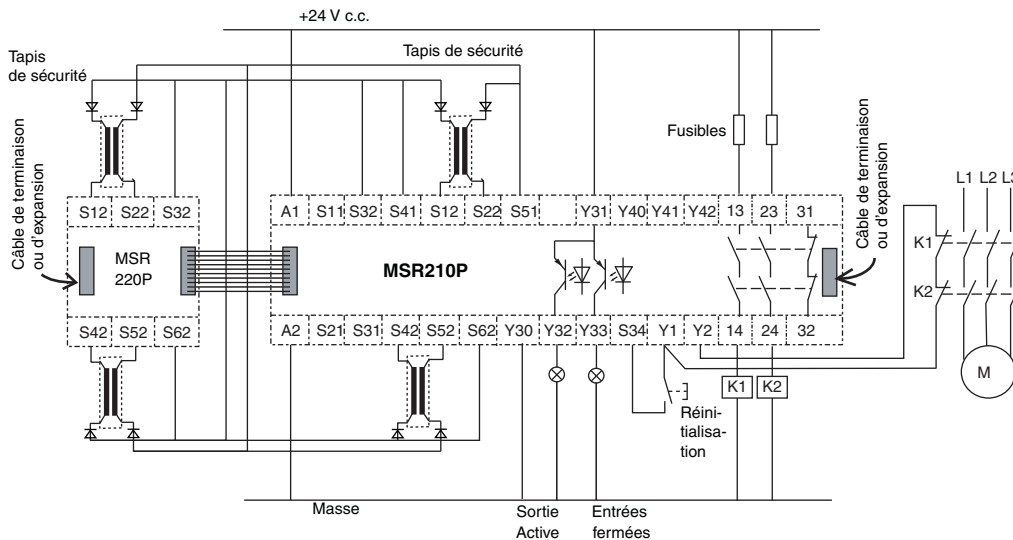 +24 V c.c.
Tapis
de sécurité
Tapis de sécurité
Fusibles
Câble de terminaison
ou d'expansion
Câble de terminaison
ou d'expansion
L1 L2 L3
S12 S22 S32
A1 S11 S32 S41 S12 S22 S51 Y31 Y40 Y41 Y42 13 23 31
MSR
220P
MSR210P
K1
K2
S42 S52 S62
A2 S21 S31 S42 S52 S62 Y30 Y32 Y33 S34 Y1 Y2 14 24 32
M
K1 K2
Réini-
tialisa-
tion
Masse
Sortie
Active
Entrées
fermées